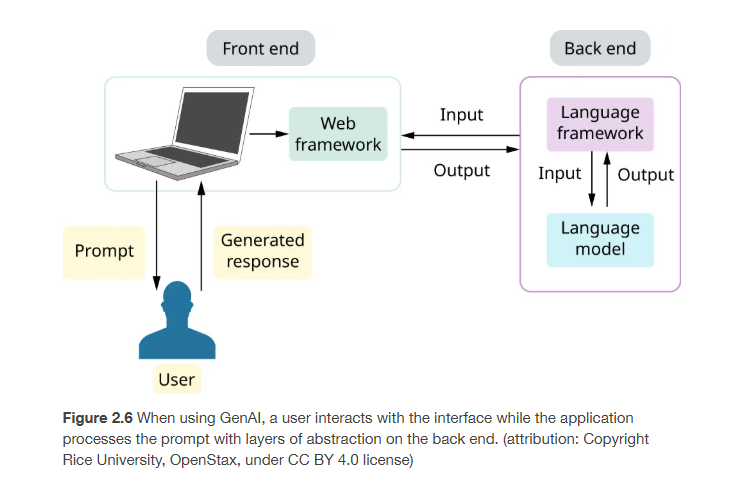 Front end
Back end
Web
framework
Input
Output
Language
framework
Input
Output
Language
model
Prompt
Generated
response
User
Figure 2.6 When using GenAI, a user interacts with the interface while the application
processes the prompt with layers of abstraction on the back end. (attribution: Copyright
Rice University, OpenStax, under CC BY 4.0 license)